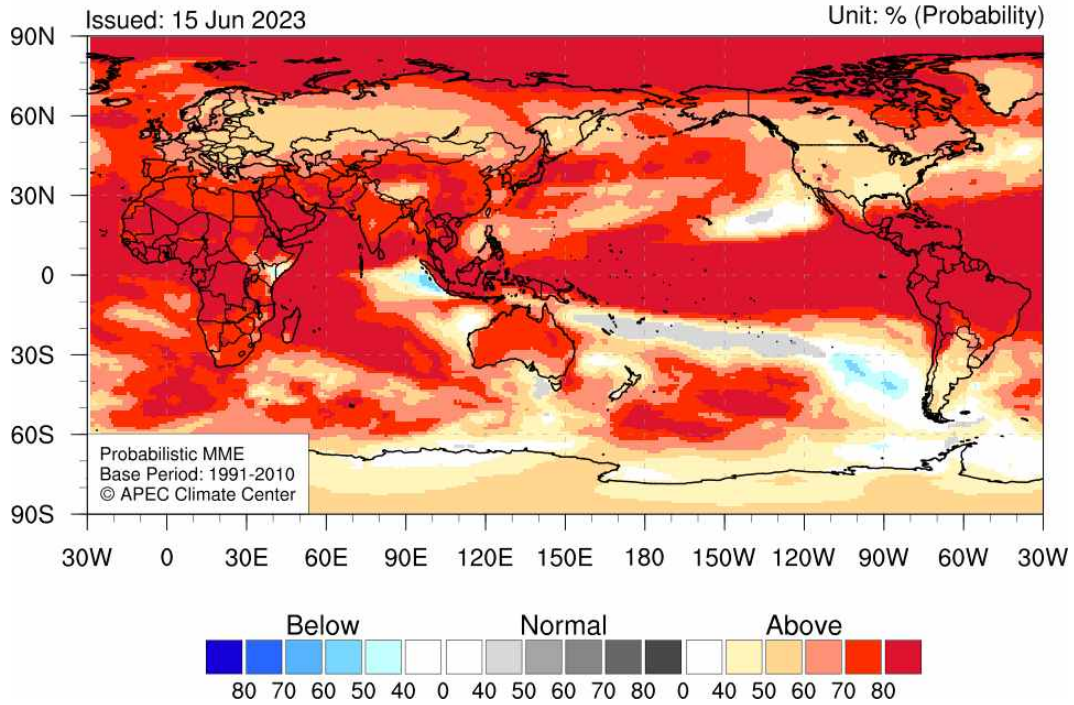 Issued: 15 Jun 2023
Unit: % (Probability)
90N
60N
30N
0
30S
60S
90S
Probabilistic MME
Base Period: 1991-2010
© APEC Climate Center
30W 0 30E 60E 90E 120E 150E 180 150W 120W 90W 60W 30W
Below Normal Above
80 70 60 50 40 0 40 50 60 70 80 0 40 50 60 70 80